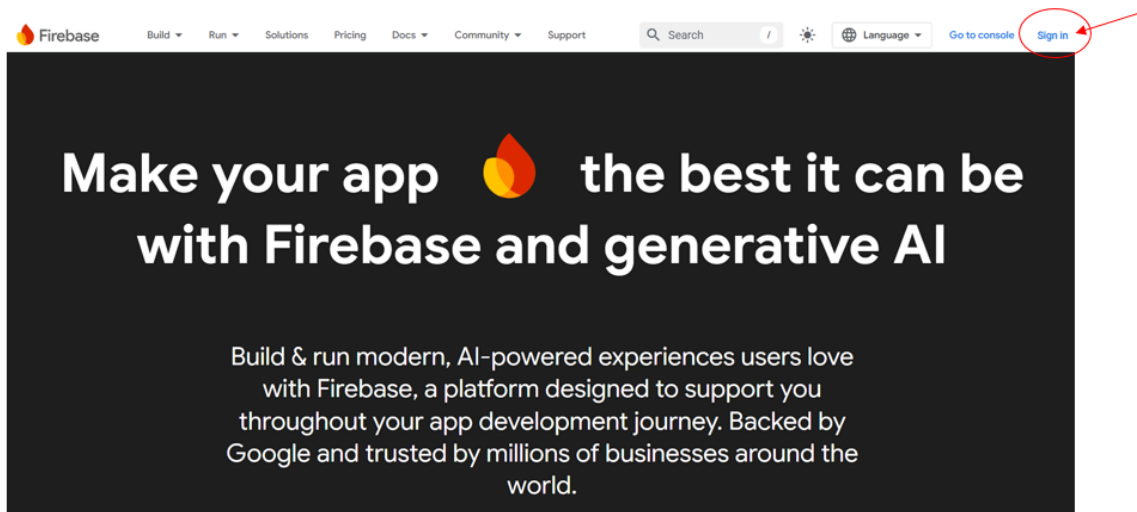 Firebase Build Run Solutions Pricing Docs Community Support Search / Language Go to console Sign in
Make your app the best it can be
with Firebase and generative AI
Build & run modern, AI-powered experiences users love
with Firebase, a platform designed to support you
throughout your app development journey. Backed by
Google and trusted by millions of businesses around the
world.